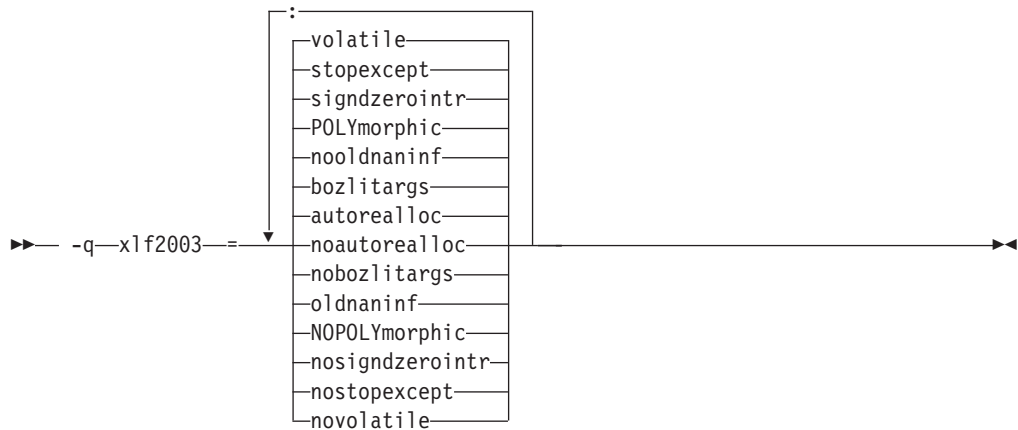 :
volatile
stopexcept
signdzerointr
POLYmorphic
nooldnaninf
bozlitargs
autorealloc
-q xlf2003 = noautorealloc
nobozlitargs
oldnaninf
NOPOLYmorphic
nosigndzerointr
nostopexcept
novolatile